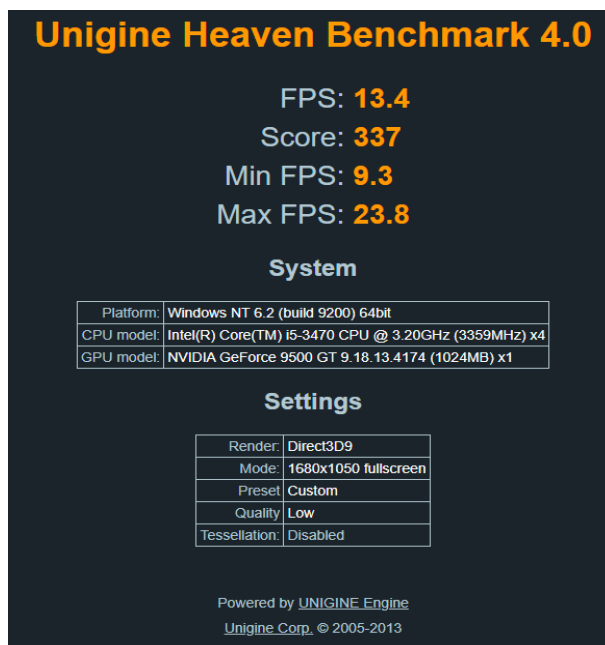 Unigine Heaven Benchmark 4.0
FPS: 13.4
Score: 337
Min FPS: 9.3
Max FPS: 23.8
System
Platform: Windows NT 6.2 (build 9200) 64bit
CPU model: Intel(R) Core(TM) i5-3470 CPU @ 3.20GHz (3359MHz) x4
GPU model: NVIDIA GeForce 9500 GT 9.18.13.4174 (1024MB) x1
Settings
Render: Direct3D9
Mode: 1680x1050 fullscreen
Preset Custom
Quality Low
Tessellation: Disabled
Powered by UNIGINE Engine
Unigine Corp. © 2005-2013